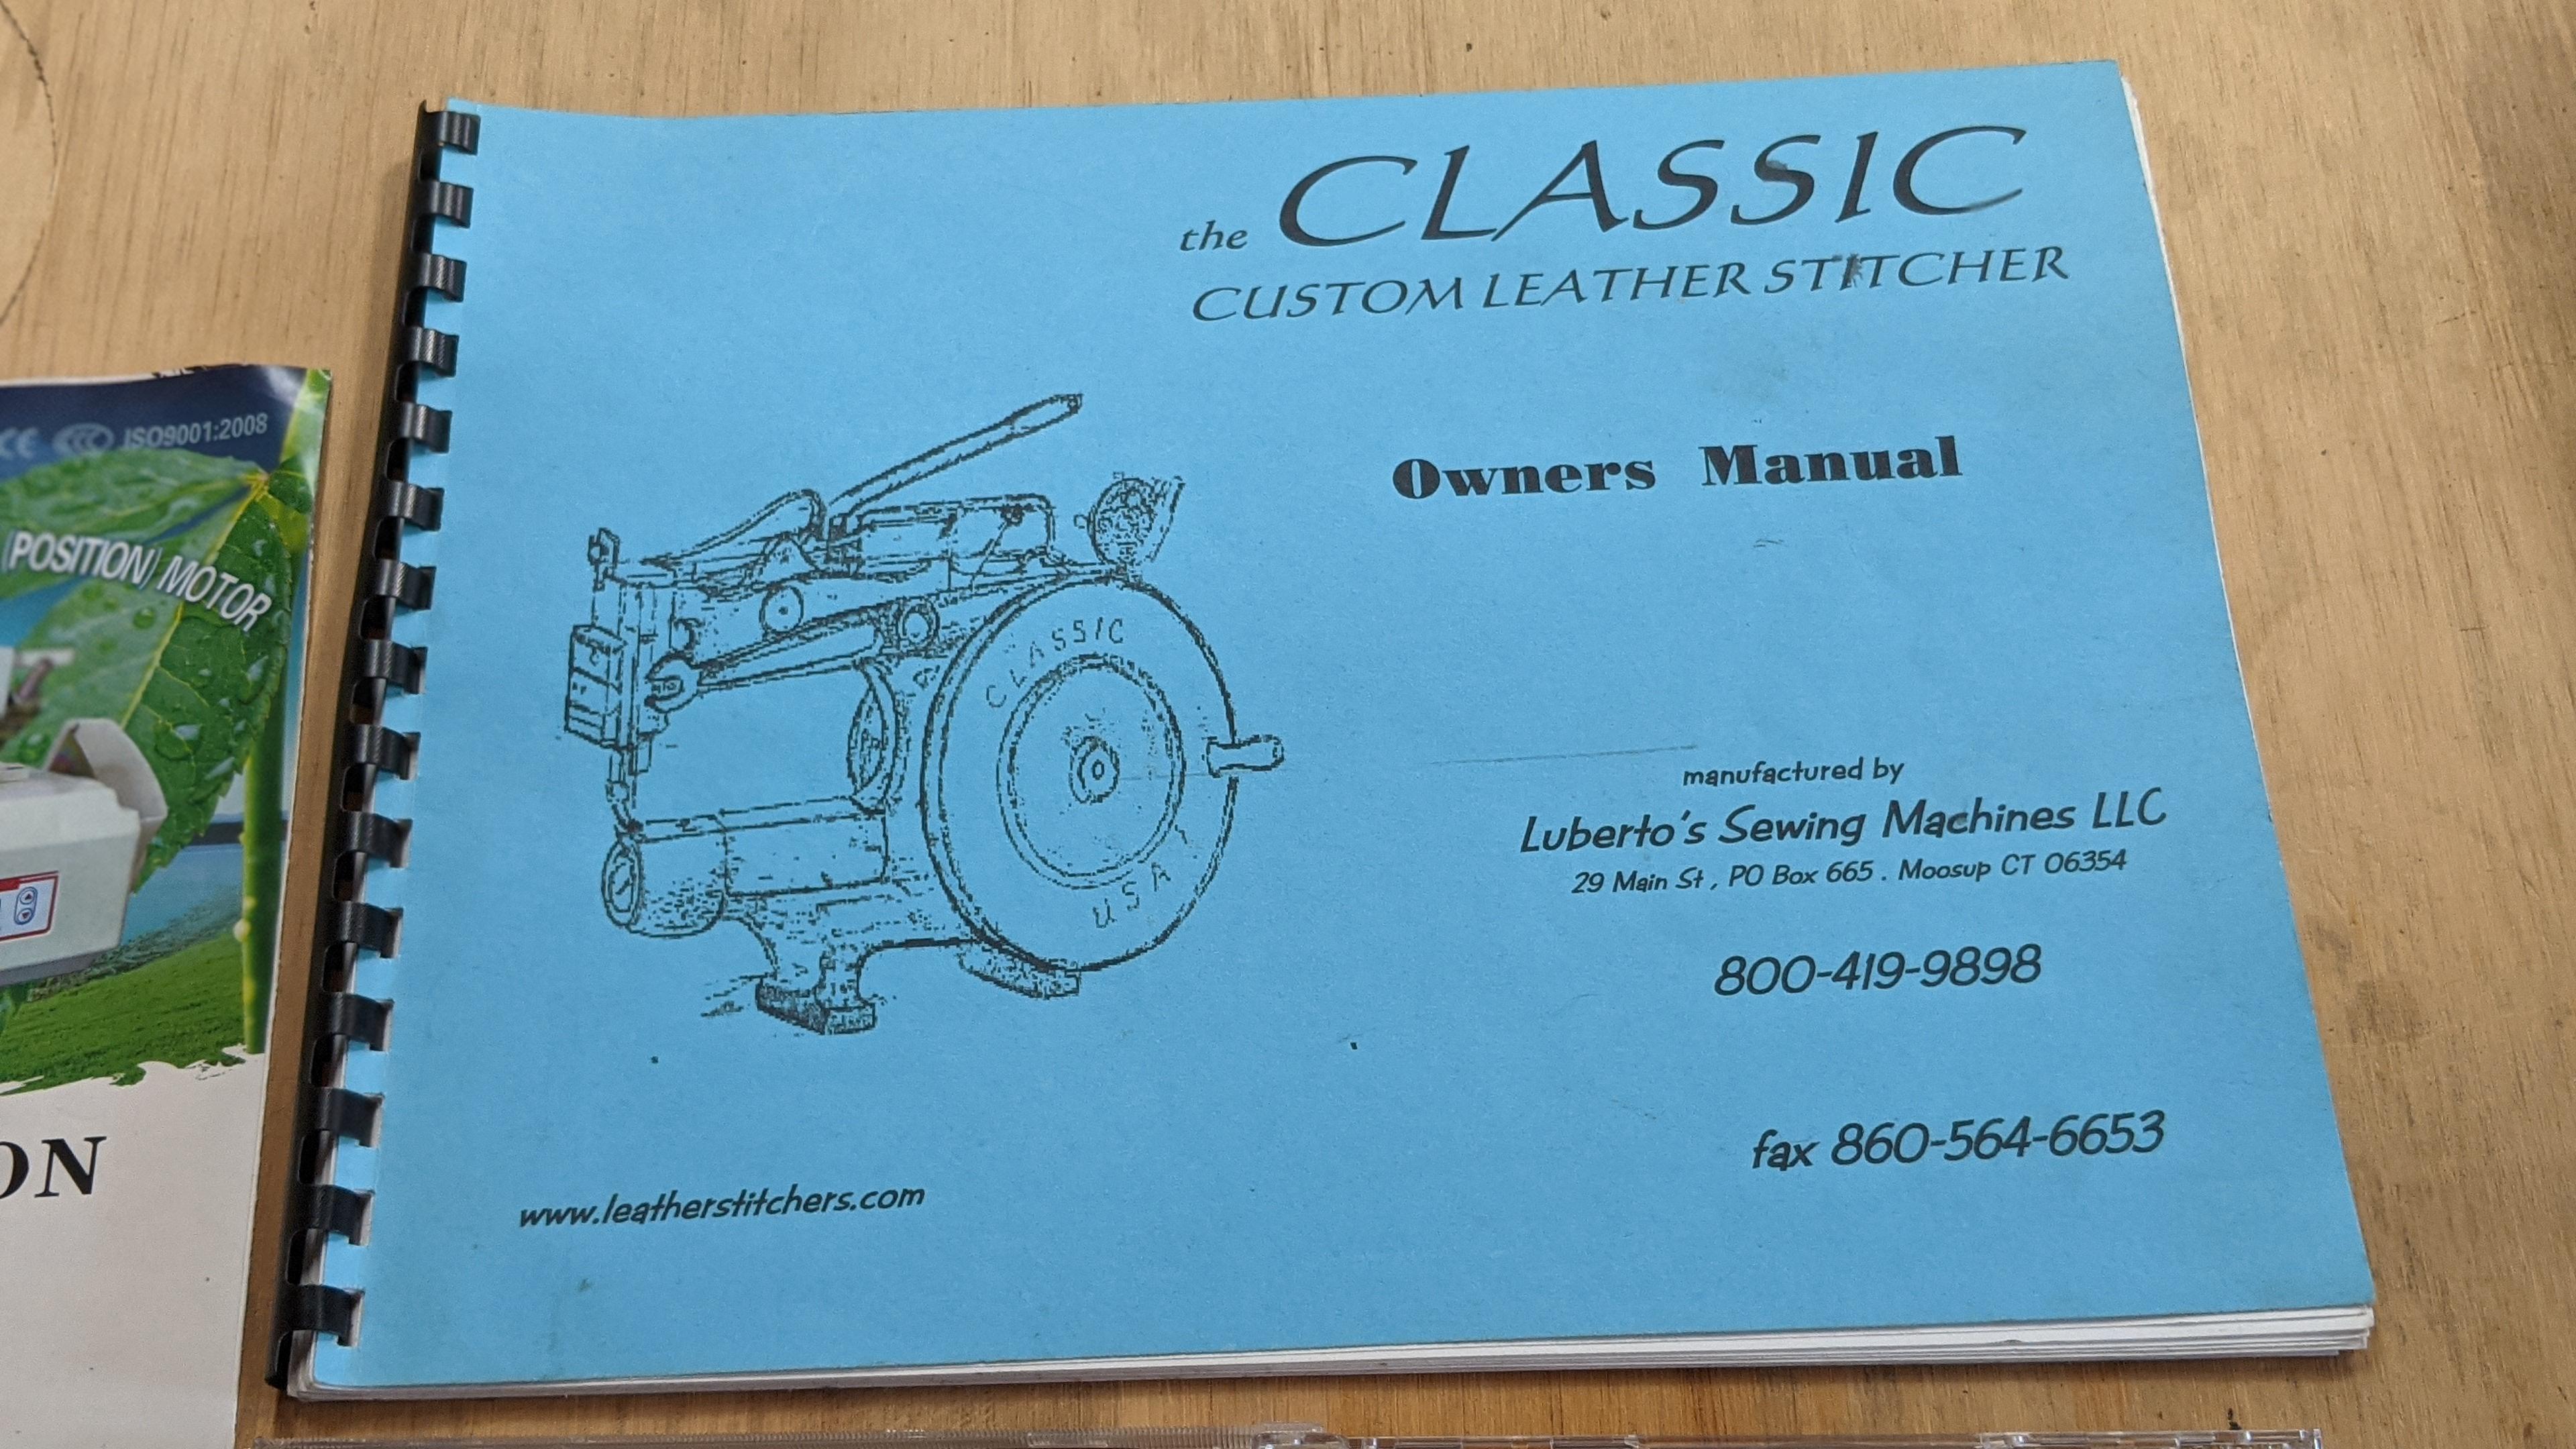 the CLASSIC
CUSTOM LEATHER STITCHER
Owners Manual
CLASSIC
USA
manufactured by
Luberto's Sewing Machines LLC
29 Main St , PO Box 665 . Moosup CT 06354
800-419-9898
fax 860-564-6653
www.leatherstitchers.com
CE CCC ISO9001:2008
(POSITION) MOTOR
ON